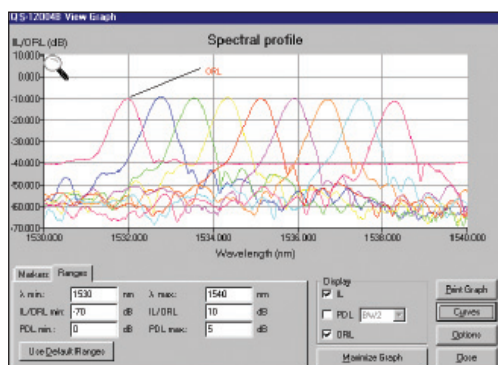 QS-12004B View Graph
IL/ORL (dB)
Spectral profile
10.000
0.000
-10.000
-20.000
-30.000
-40.000
-50.000
-60.000
-70.000
ORL
1530.000
1532.000
1534.000
1536.000
1538.000
1540.000
Wavelength (nm)
Markers Ranges
λ min: 1530 nm λ max: 1540 nm
IL/ORL min: -70 dB IL/ORL 10 dB
PDL min: 0 dB PDL max: 5 dB
Use Default Ranges
Display
IL
PDL BW2
ORL
Maximize Graph
Print Graph
Curves
Options
Close